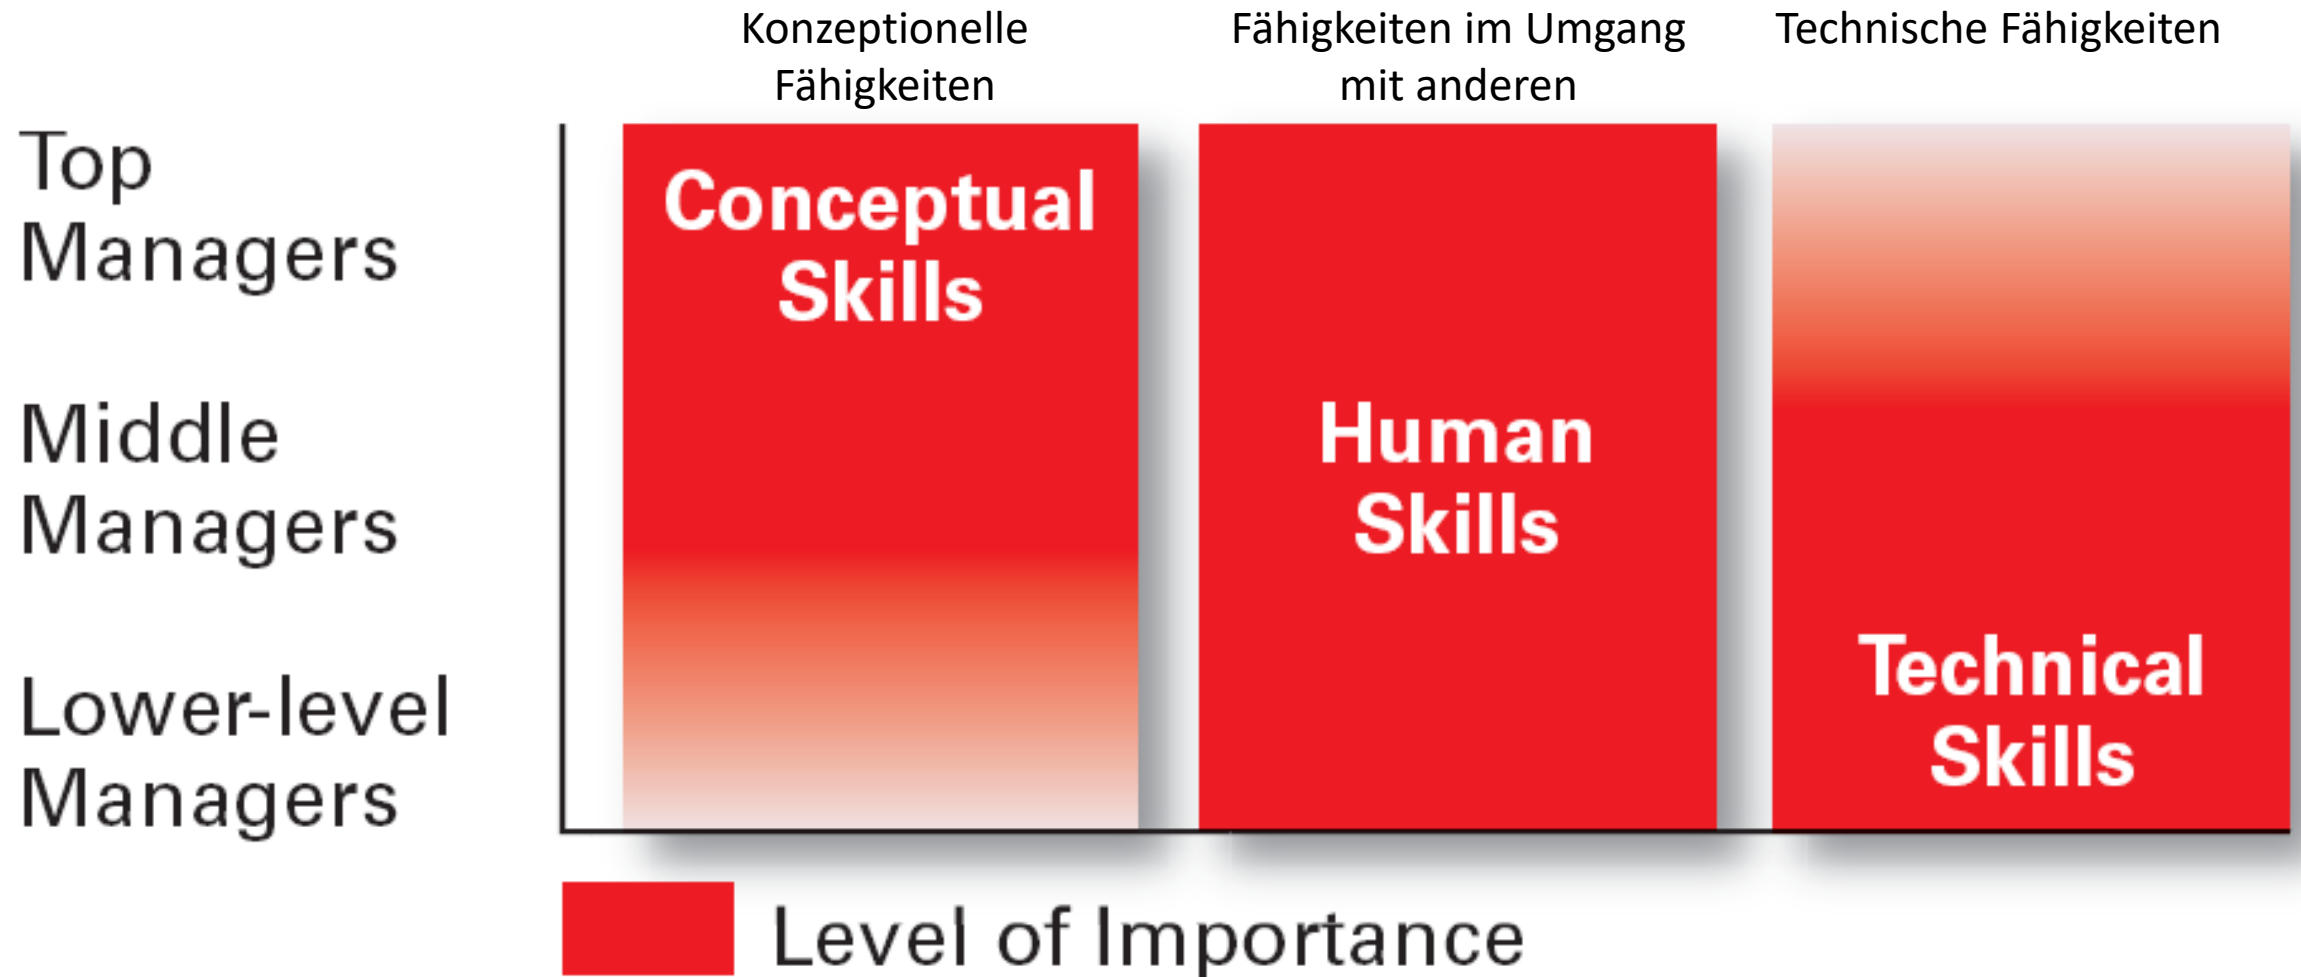 Konzeptionelle
Fähigkeiten
Fähigkeiten im Umgang
mit anderen
Technische Fähigkeiten
Top
Managers
Middle
Managers
Lower-level
Managers
Conceptual
Skills
Human
Skills
Technical
Skills
Level of Importance